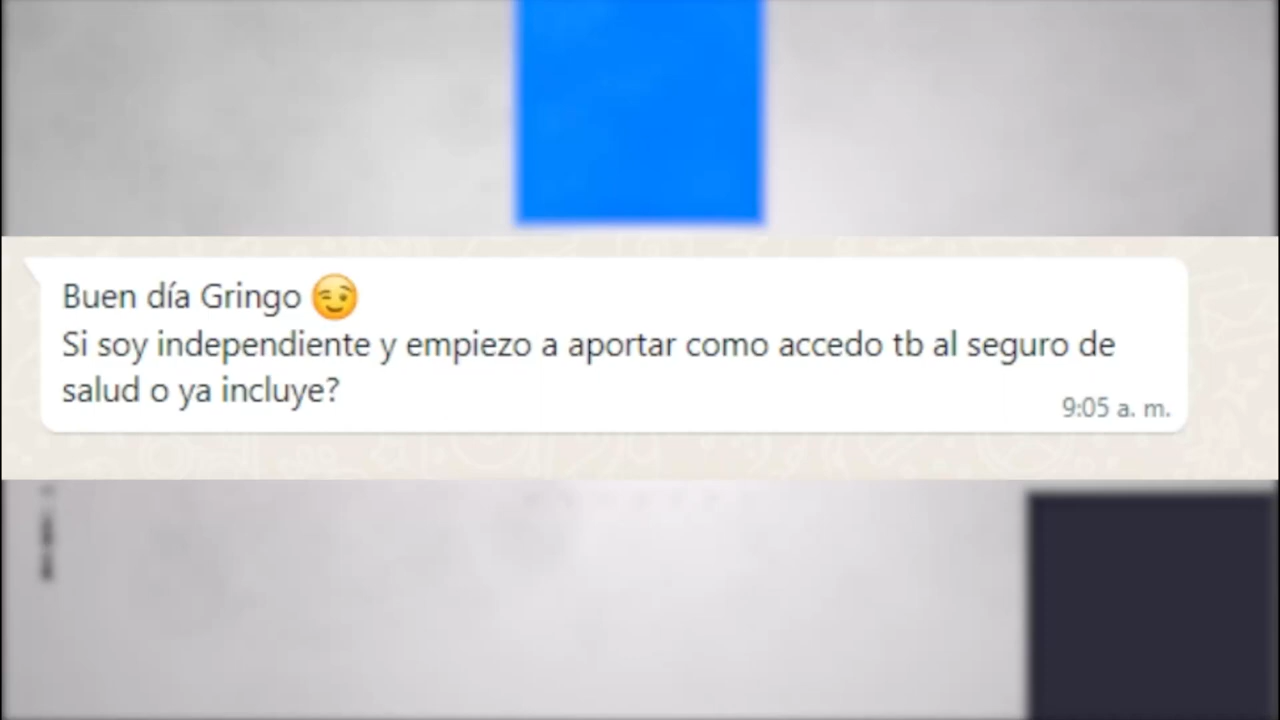 Buen día Gringo 😉
Si soy independiente y empiezo a aportar como accedo tb al seguro de
salud o ya incluye?
9:05 a. m.